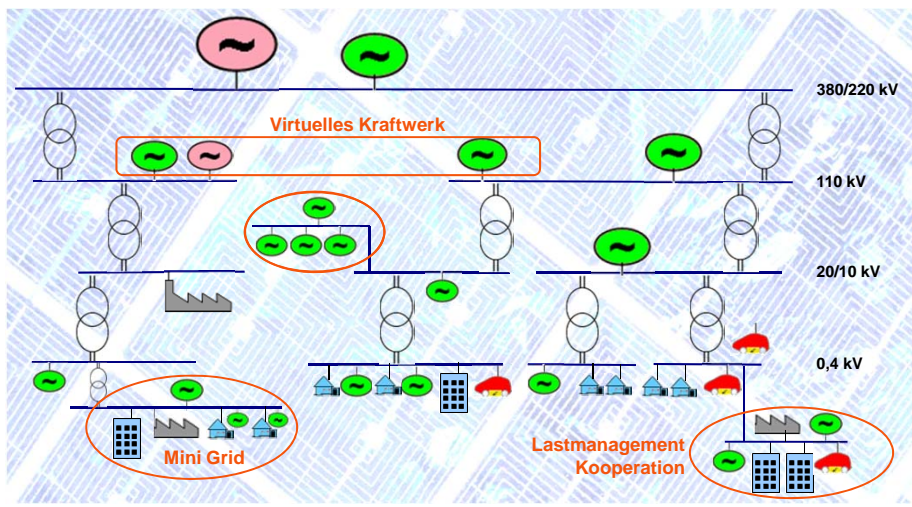 380/220 kV
Virtuelles Kraftwerk
110 kV
20/10 kV
0,4 kV
Mini Grid
Lastmanagement
Kooperation